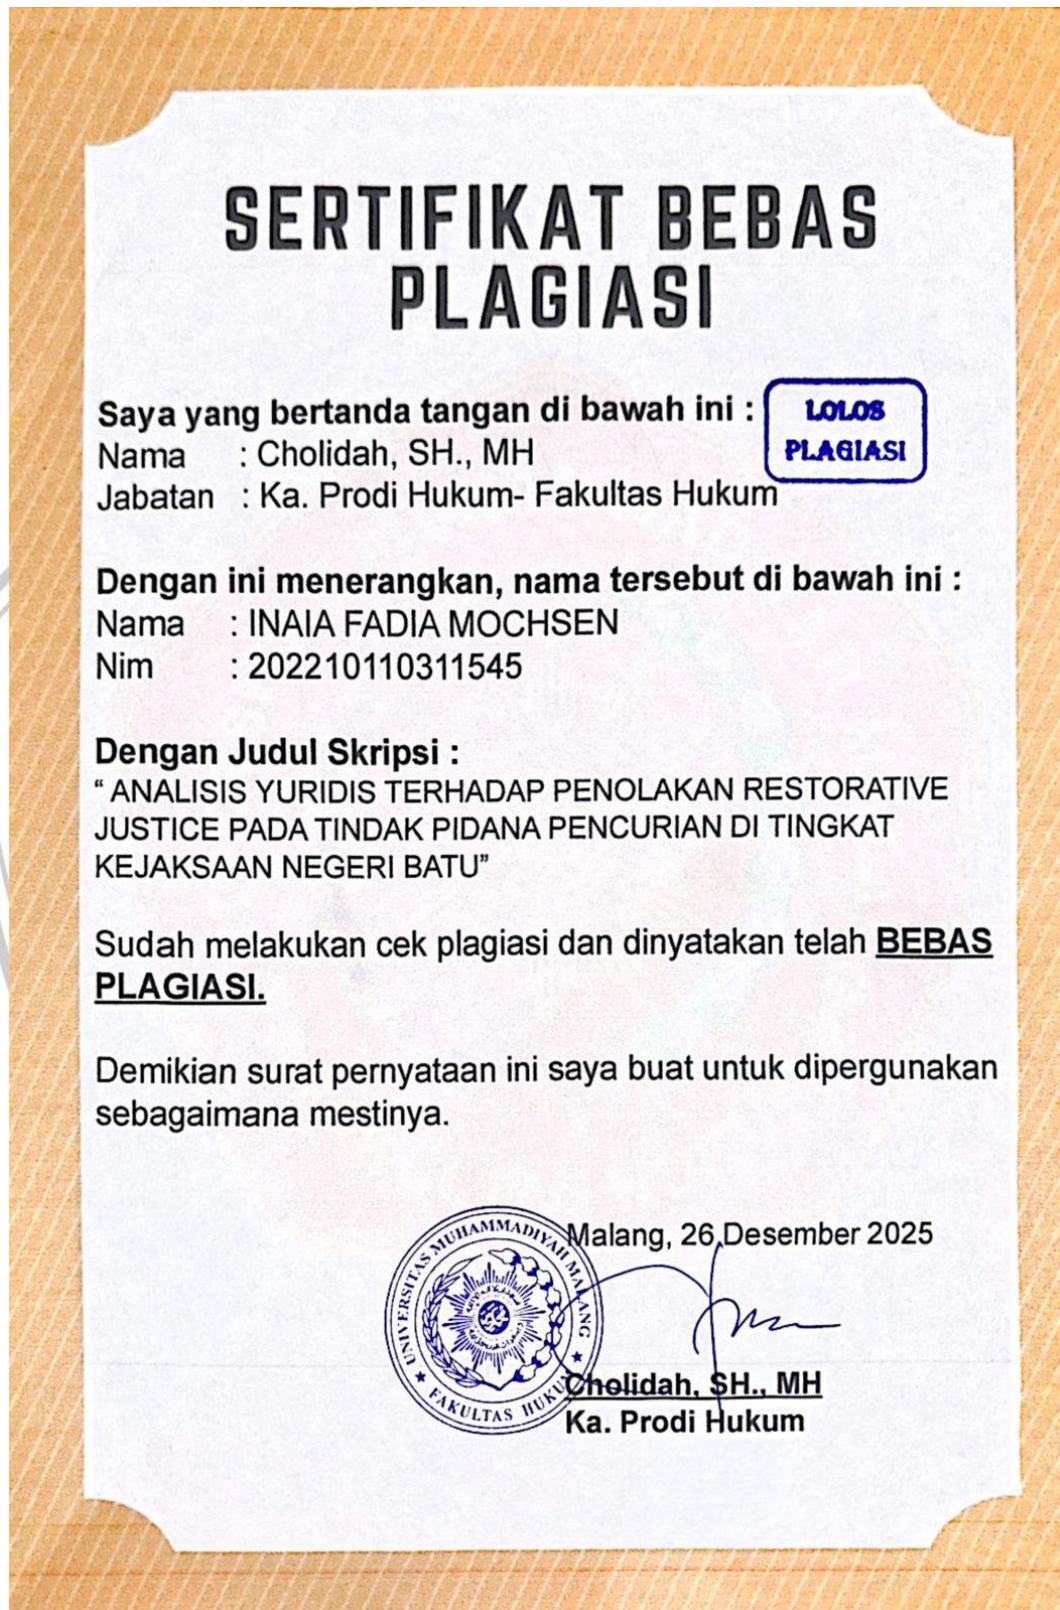 SERTIFIKAT BEBAS
PLAGIASI
Saya yang bertanda tangan di bawah ini :
LOLOS
PLAGIASI
Nama : Cholidah, SH., MH
Jabatan : Ka. Prodi Hukum- Fakultas Hukum
Dengan ini menerangkan, nama tersebut di bawah ini :
Nama : INAIA FADIA MOCHSEN
Nim : 202210110311545
Dengan Judul Skripsi :
“ ANALISIS YURIDIS TERHADAP PENOLAKAN RESTORATIVE
JUSTICE PADA TINDAK PIDANA PENCURIAN DI TINGKAT
KEJAKSAAN NEGERI BATU”
Sudah melakukan cek plagiasi dan dinyatakan telah BEBAS
PLAGIASI.
Demikian surat pernyataan ini saya buat untuk dipergunakan
sebagaimana mestinya.
Malang, 26 Desember 2025
UNIVERSITAS MUHAMMADIYAH MALANG
FAKULTAS HUKUM
Cholidah, SH., MH
Ka. Prodi Hukum